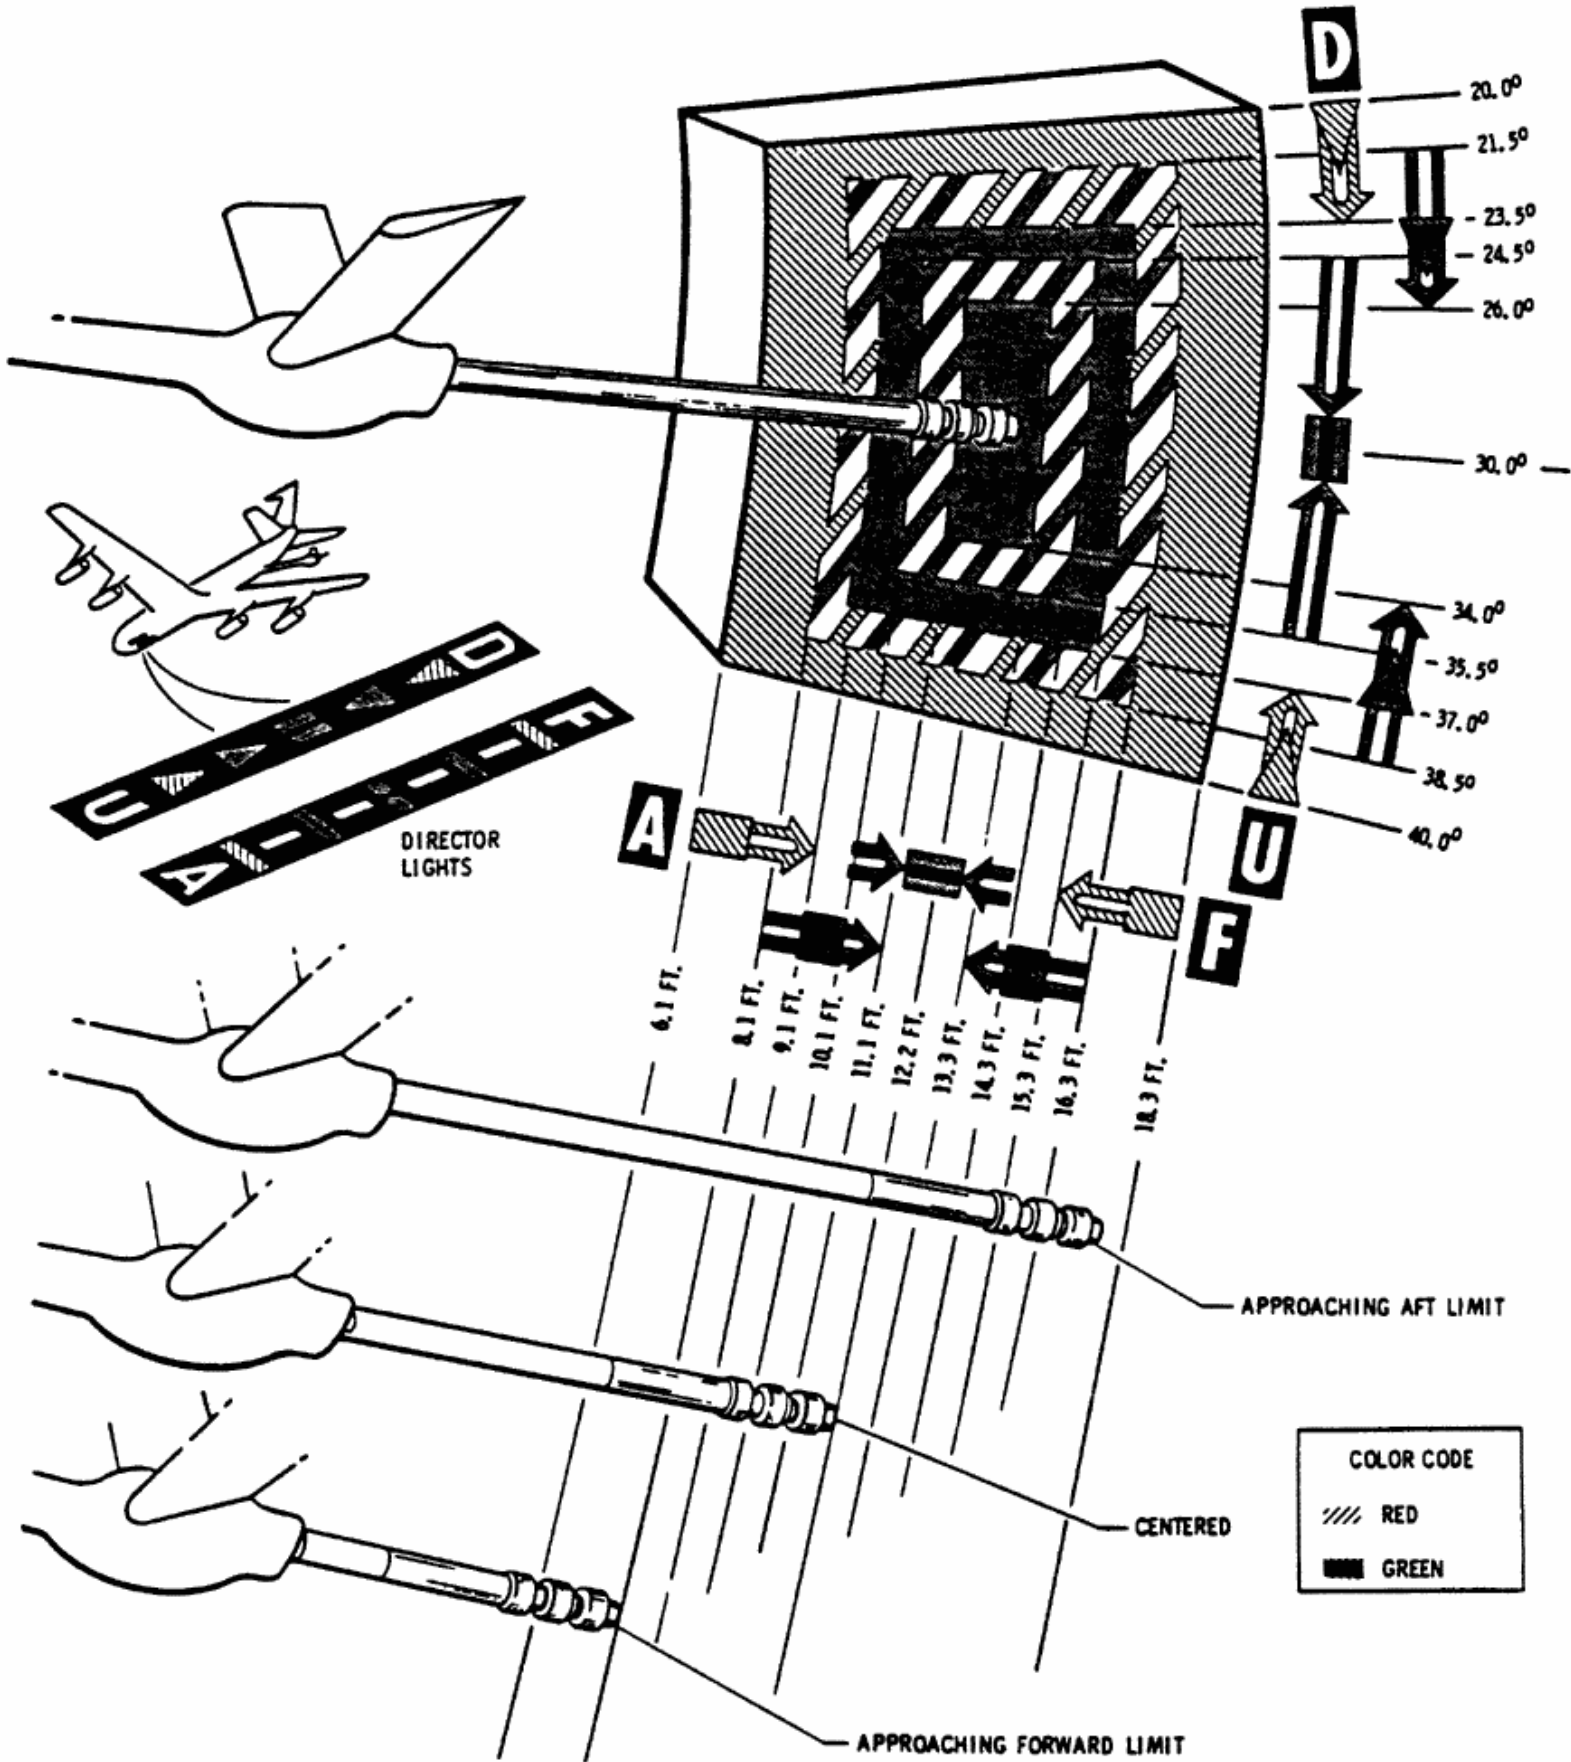 D
20.0°
21.5°
23.5°
24.5°
26.0°
30.0°
34.0°
35.5°
37.0°
38.5°
40.0°
U
D
A
F
DIRECTOR
LIGHTS
A
U
F
6.1 FT.
8.1 FT.
9.1 FT.
10.1 FT.
11.1 FT.
12.2 FT.
13.3 FT.
14.3 FT.
15.3 FT.
16.3 FT.
18.3 FT.
APPROACHING AFT LIMIT
CENTERED
APPROACHING FORWARD LIMIT
COLOR CODE
RED
GREEN